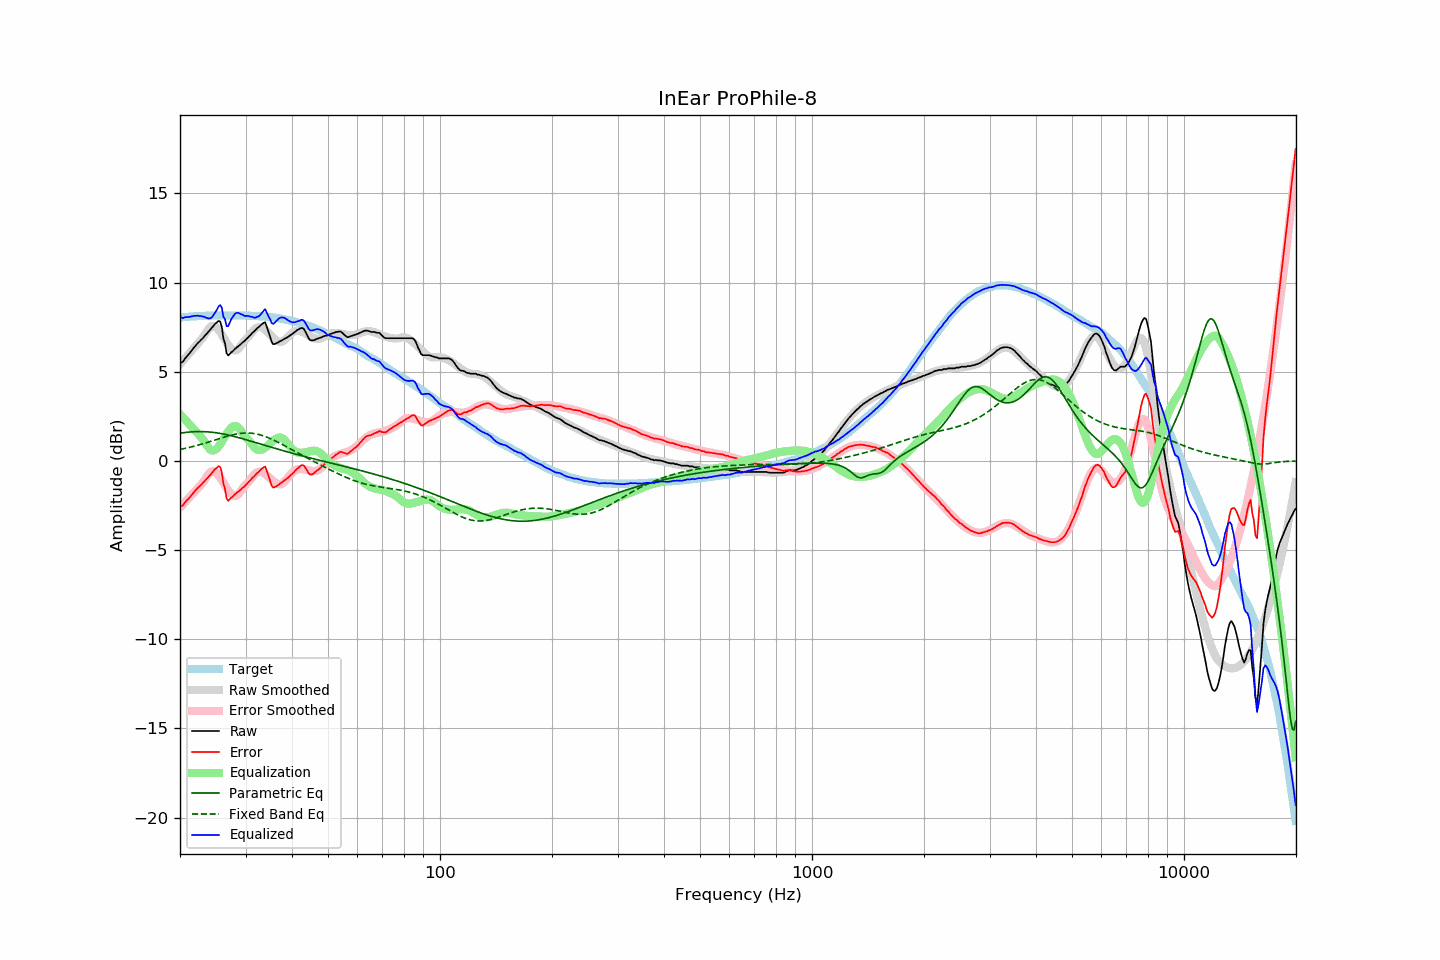 InEar ProPhile-8
Amplitude (dBr)
15
10
5
0
−5
−10
−15
−20
Target
Raw Smoothed
Error Smoothed
Raw
Error
Equalization
Parametric Eq
Fixed Band Eq
Equalized
100 1000 10000
Frequency (Hz)